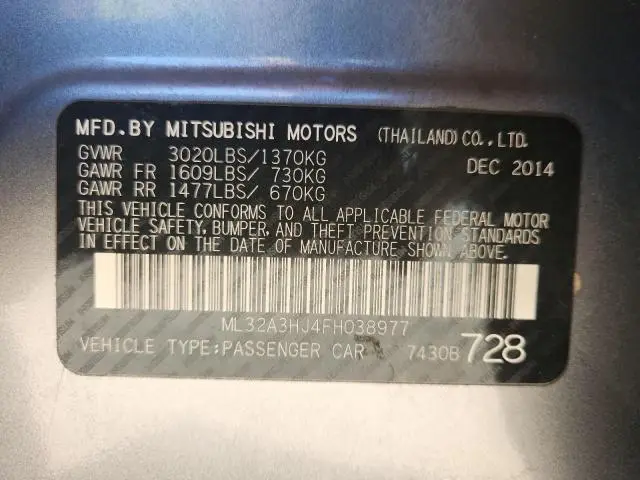 MFD.BY MITSUBISHI MOTORS (THAILAND)CO.,LTD.
GVWR 3020LBS/1370KG DEC 2014
GAWR FR 1609LBS/ 730KG
GAWR RR 1477LBS/ 670KG
THIS VEHICLE CONFORMS TO ALL APPLICABLE FEDERAL MOTOR
VEHICLE SAFETY, BUMPER, AND THEFT PREVENTION STANDARDS
IN EFFECT ON THE DATE OF MANUFACTURE SHOWN ABOVE.
ML32A3HJ4FH038977
VEHICLE TYPE:PASSENGER CAR 7430B 728